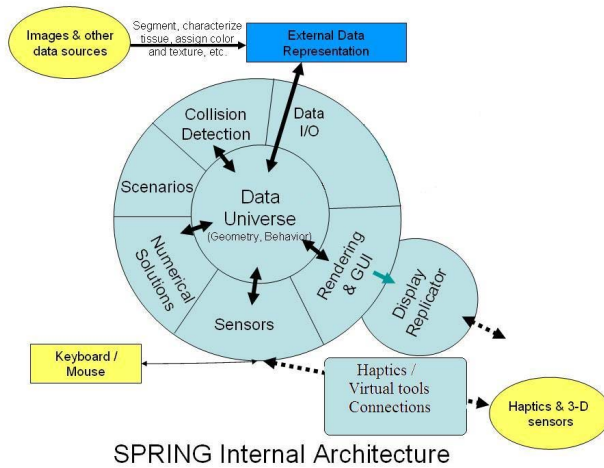 Images & other
data sources
Segment, characterize
tissue, assign color
and texture, etc.
External Data
Representation
Collision
Detection
Data
I/O
Scenarios
Data
Universe
(Geometry, Behavior)
Numerical
Solutions
Rendering
& GUI
Display
Replicator
Sensors
Keyboard /
Mouse
Haptics /
Virtual tools
Connections
Haptics & 3-D
sensors
SPRING Internal Architecture